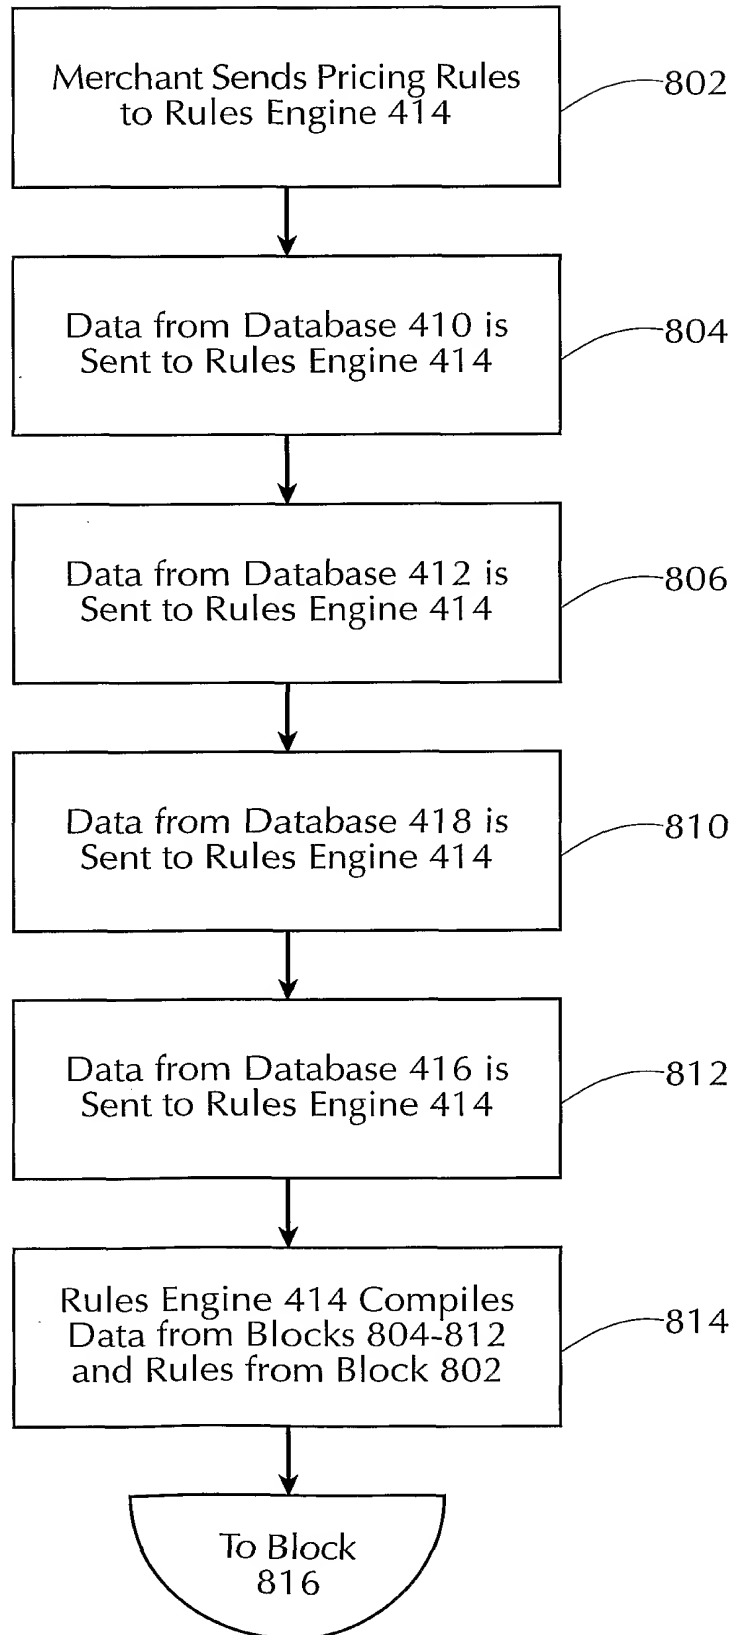 Merchant Sends Pricing Rules
to Rules Engine 414
802
Data from Database 410 is
Sent to Rules Engine 414
804
Data from Database 412 is
Sent to Rules Engine 414
806
Data from Database 418 is
Sent to Rules Engine 414
810
Data from Database 416 is
Sent to Rules Engine 414
812
Rules Engine 414 Compiles
Data from Blocks 804-812
and Rules from Block 802
814
To Block
816